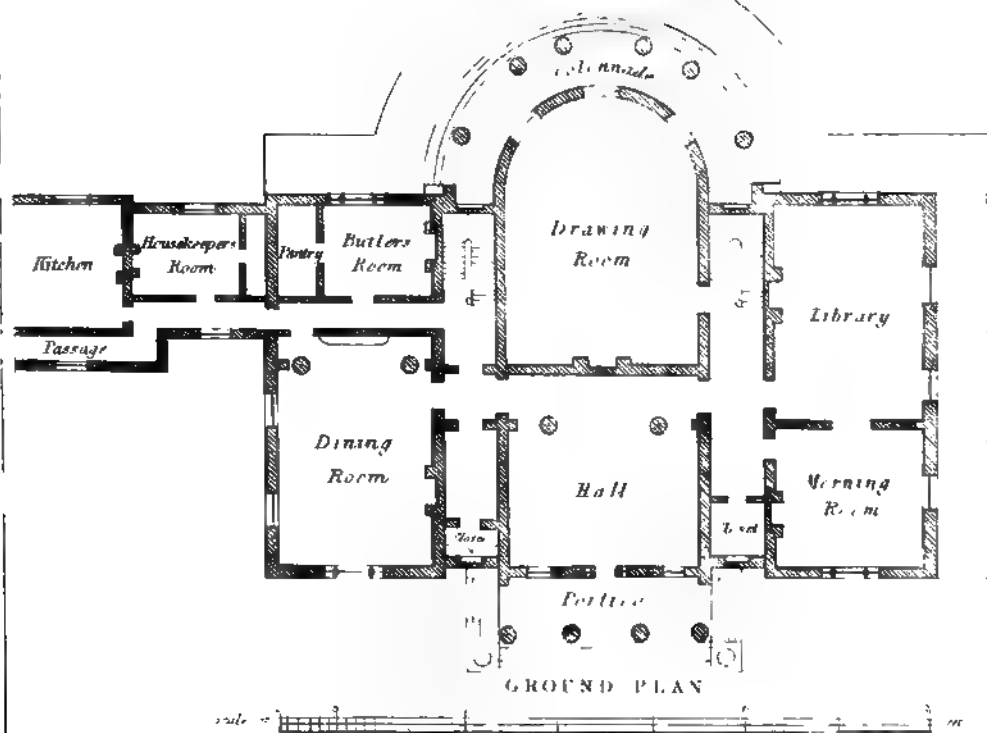 Colonnade
Drawing
Room
Housekeepers
Room
Pantry
Butlers
Room
Kitchen
Library
Passage
Dining
Room
Hall
Morning
Room
Portico
GROUND PLAN
scale